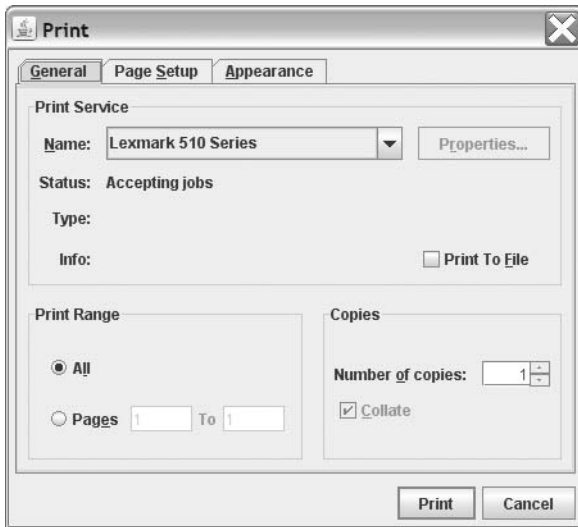 Print
General Page Setup Appearance
Print Service
Name: Lexmark 510 Series Properties...
Status: Accepting jobs
Type:
Info: Print To File
Print Range
All
Pages 1 To 1
Copies
Number of copies: 1
Collate
Print Cancel